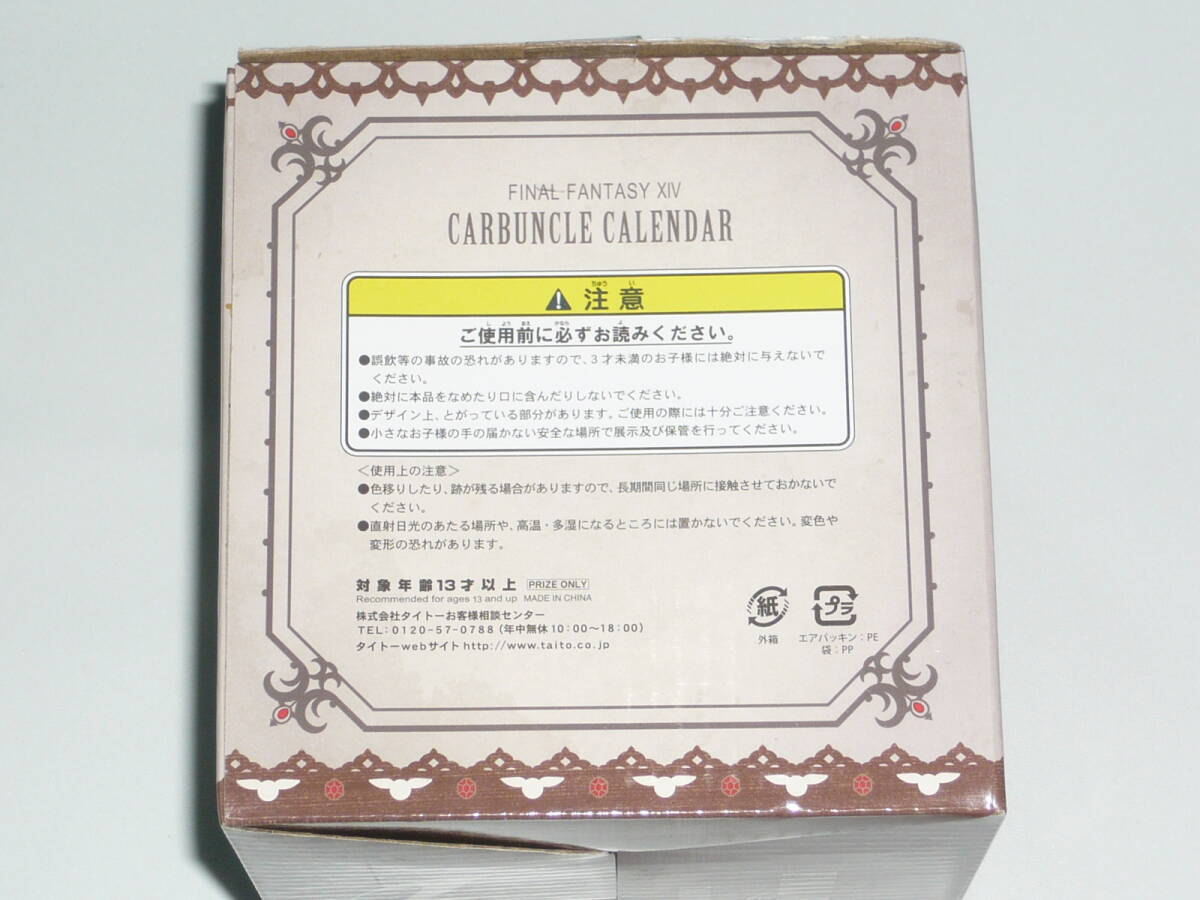 FINAL FANTASY XIV
CARBUNCLE CALENDAR
ちゅう い
注意
し よう まえ かなら よ
ご使用前に必ずお読みください。
●誤飲等の事故の恐れがありますので、3才未満のお子様には絶対に与えないで
ください。
●絶対に本品をなめたり口に含んだりしないでください。
●デザイン上、とがっている部分があります。ご使用の際には十分ご注意ください。
●小さなお子様の手の届かない安全な場所で展示及び保管を行ってください。
<使用上の注意>
●色移りしたり、跡が残る場合がありますので、長期間同じ場所に接触させておかないで
ください。
●直射日光のあたる場所や、高温・多湿になるところには置かないでください。変色や
変形の恐れがあります。
対象年齢13才以上 PRIZE ONLY
Recommended for ages 13 and up MADE IN CHINA
株式会社タイトーお客様相談センター
TEL:0120-57-0788(年中無休10:00~18:00)
タイトーwebサイト http://www.taito.co.jp
紙
外箱
プラ
エアパッキン:PE
袋:PP